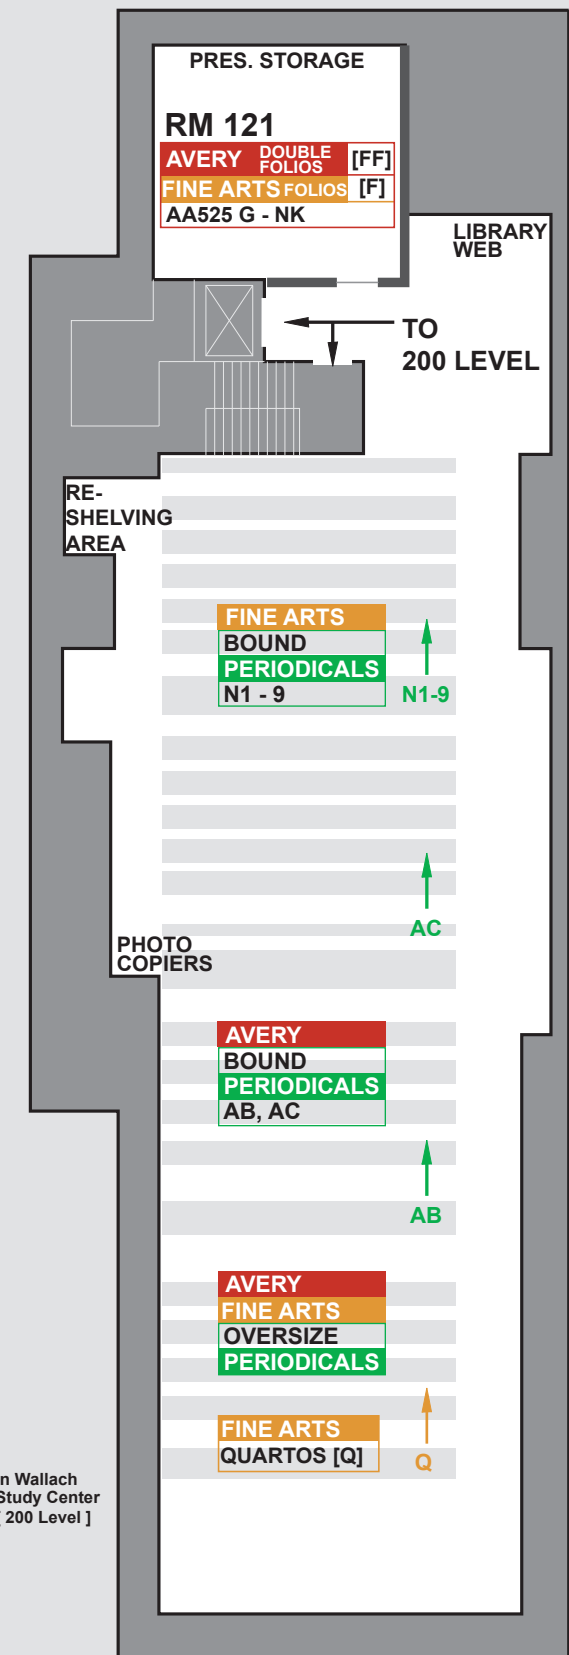 PRES. STORAGE
RM 121
AVERY DOUBLE FOLIOS [FF]
FINE ARTS FOLIOS [F]
AA525 G - NK
LIBRARY
WEB
TO
200 LEVEL
RE-
SHELVING
AREA
FINE ARTS
BOUND
PERIODICALS
N1 - 9
N1-9
AC
PHOTO
COPIERS
AVERY
BOUND
PERIODICALS
AB, AC
AB
AVERY
FINE ARTS
OVERSIZE
PERIODICALS
FINE ARTS
QUARTOS [Q]
Q
n Wallach
Study Center
200 Level ]